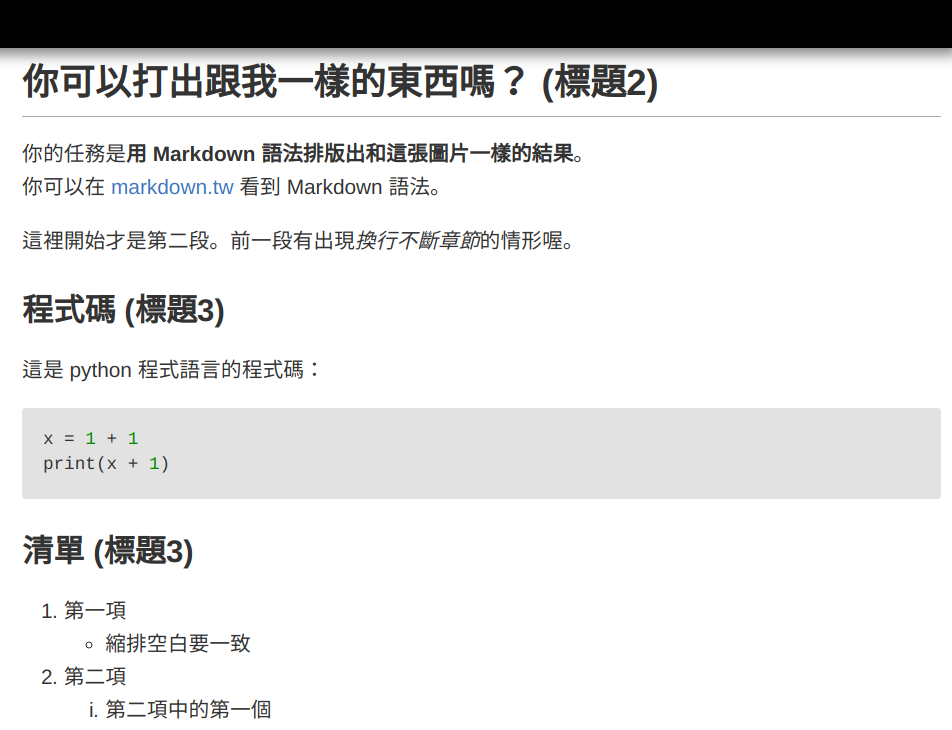 你可以打出跟我一樣的東西嗎？ (標題2)
你的任務是用 Markdown 語法排版出和這張圖片一樣的結果。
你可以在 markdown.tw 看到 Markdown 語法。
這裡開始才是第二段。前一段有出現換行不斷章節的情形喔。
程式碼 (標題3)
這是 python 程式語言的程式碼：
x = 1 + 1
print(x + 1)
清單 (標題3)
1. 第一項
◦ 縮排空白要一致
2. 第二項
i. 第二項中的第一個